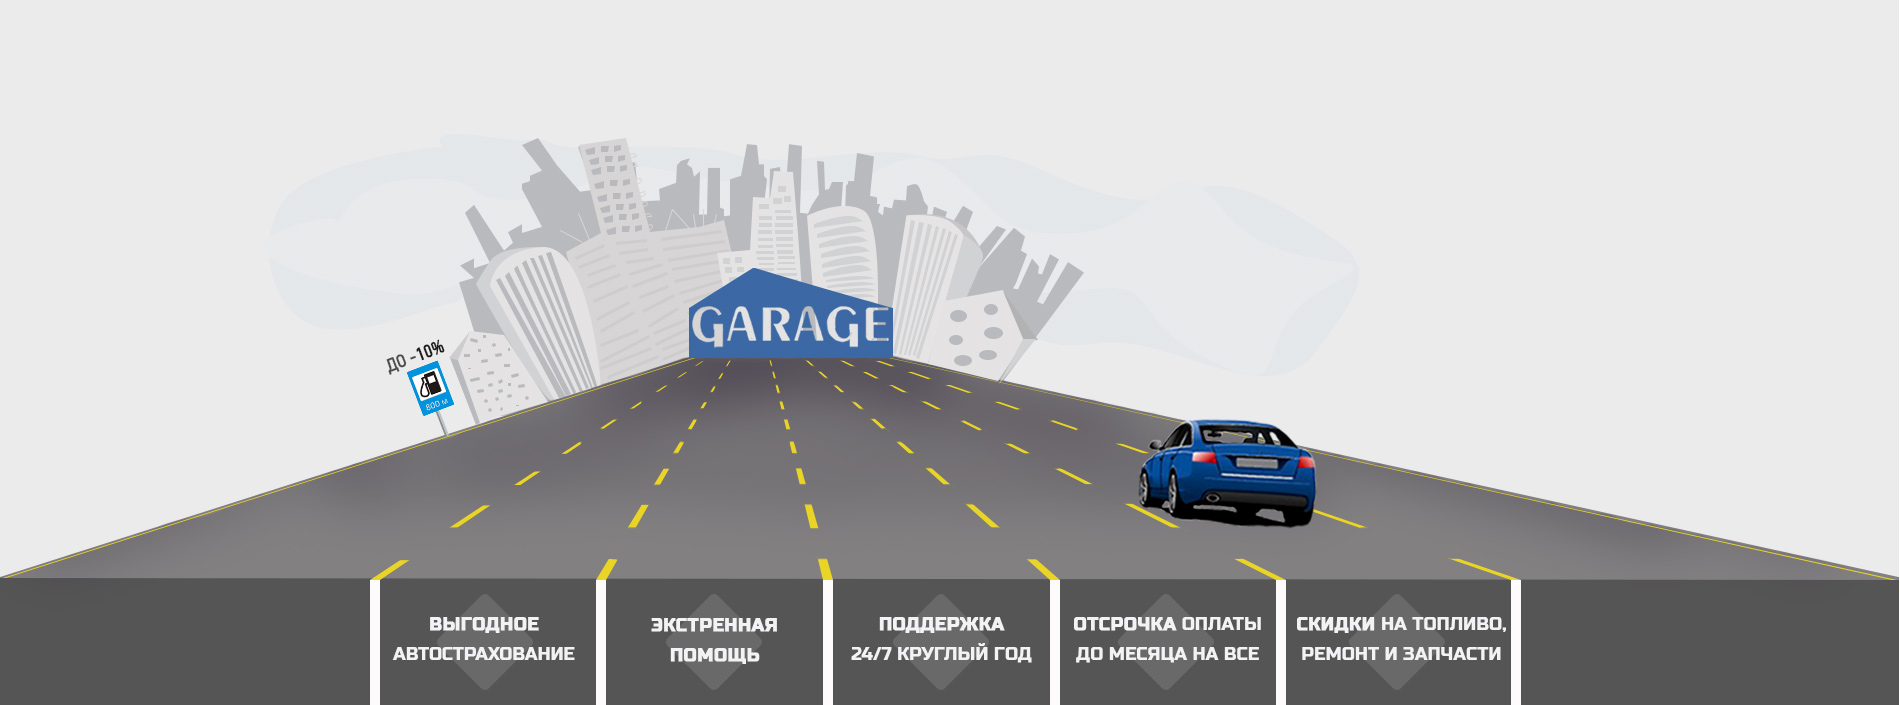 GARAGE
ДО -10%
800 м
ВЫГОДНОЕ
АВТОСТРАХОВАНИЕ
ЭКСТРЕННАЯ
ПОМОЩЬ
ПОДДЕРЖКА
24/7 КРУГЛЫЙ ГОД
ОТСРОЧКА ОПЛАТЫ
ДО МЕСЯЦА НА ВСЕ
СКИДКИ НА ТОПЛИВО,
РЕМОНТ И ЗАПЧАСТИ